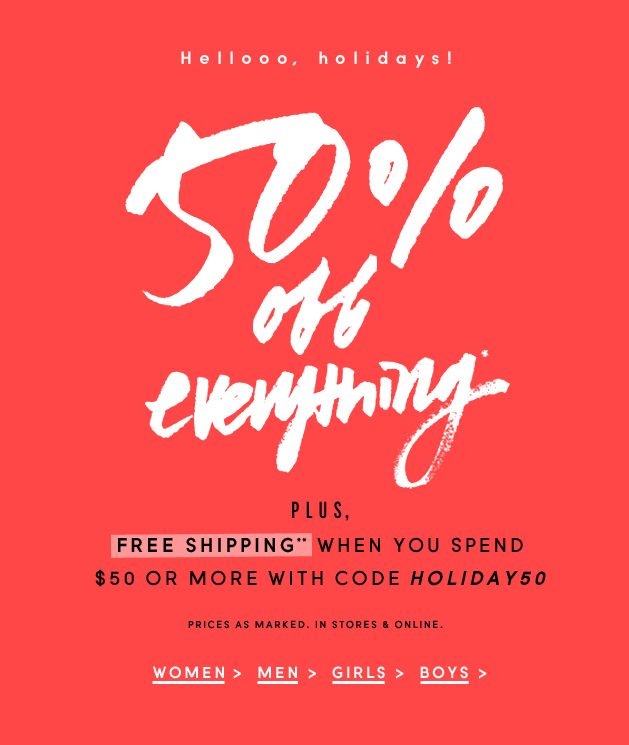 Hellooo, holidays!
50%
off
everything*
PLUS,
FREE SHIPPING** WHEN YOU SPEND
$50 OR MORE WITH CODE HOLIDAY50
PRICES AS MARKED. IN STORES & ONLINE.
WOMEN > MEN > GIRLS > BOYS >